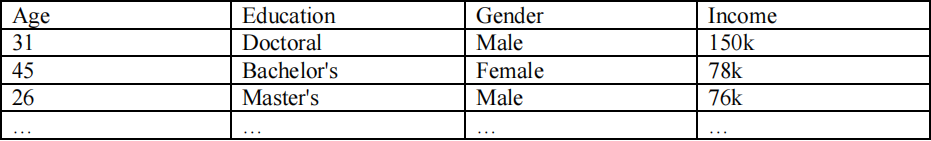 Age Education Gender Income
31 Doctoral Male 150k
45 Bachelor's Female 78k
26 Master's Male 76k
… … … …